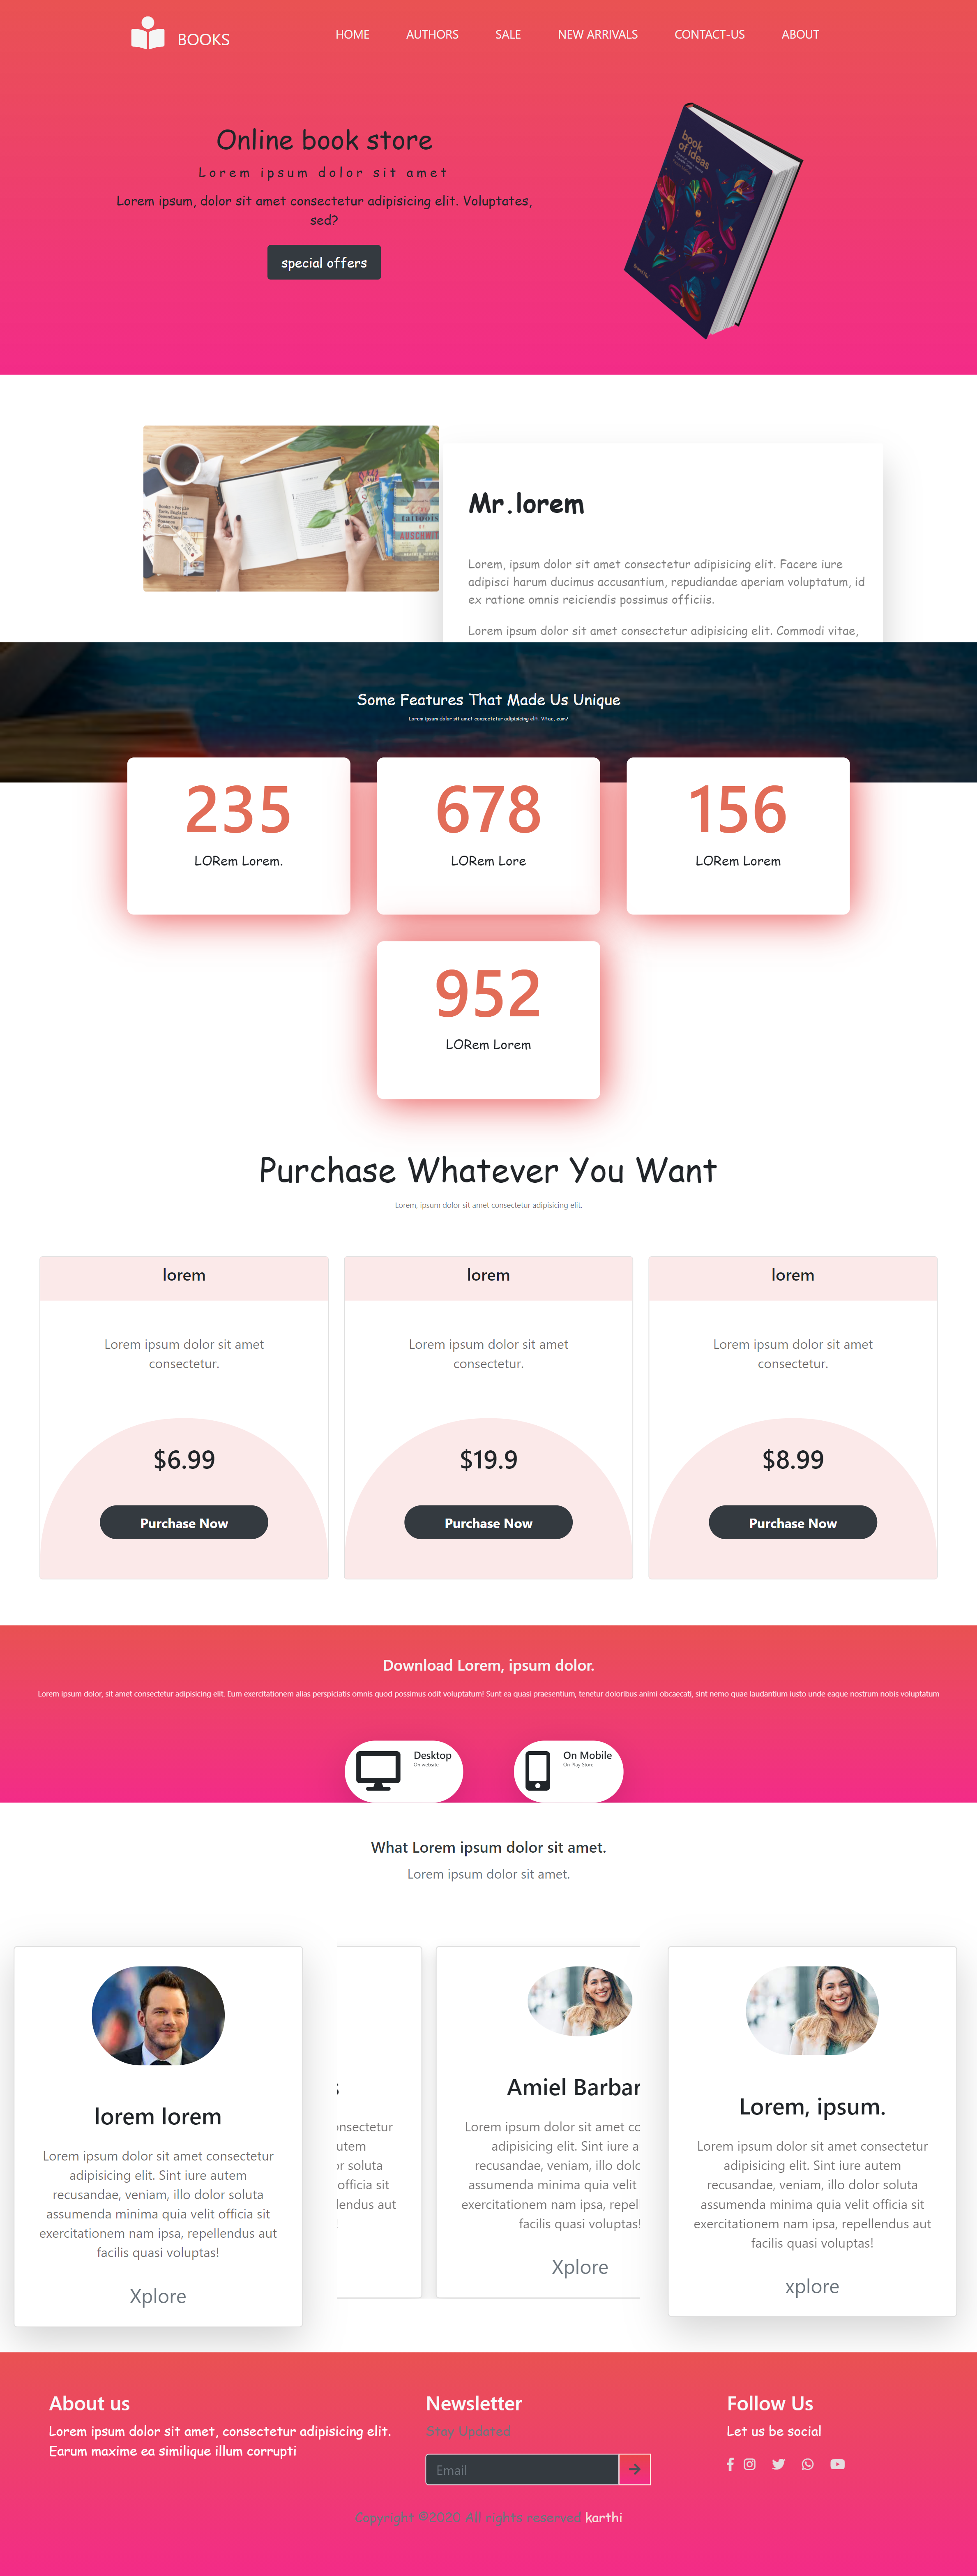 BOOKS
HOME
AUTHORS
SALE
NEW ARRIVALS
CONTACT-US
ABOUT
Online book store
Lorem ipsum dolor sit amet
Lorem ipsum, dolor sit amet consectetur adipisicing elit. Voluptates,
sed?
special offers
book
of ideas
Mr.lorem
Lorem, ipsum dolor sit amet consectetur adipisicing elit. Facere iure
adipisci harum ducimus accusantium, repudiandae aperiam voluptatum, id
ex ratione omnis reiciendis possimus officiis.
Lorem ipsum dolor sit amet consectetur adipisicing elit. Commodi vitae,
Some Features That Made Us Unique
Lorem ipsum dolor sit amet consectetur adipisicing elit. Vitae, eum?
235
LORem Lorem.
678
LORem Lore
156
LORem Lorem
952
LORem Lorem
Purchase Whatever You Want
Lorem, ipsum dolor sit amet consectetur adipisicing elit.
lorem
Lorem ipsum dolor sit amet
consectetur.
$6.99
Purchase Now
lorem
Lorem ipsum dolor sit amet
consectetur.
$19.9
Purchase Now
lorem
Lorem ipsum dolor sit amet
consectetur.
$8.99
Purchase Now
Download Lorem, ipsum dolor.
Lorem ipsum dolor, sit amet consectetur adipisicing elit. Eum exercitationem alias perspiciatis omnis quod possimus odit voluptatum! Sunt ea quasi praesentium, tenetur doloribus animi obcaecati, sint nemo quae laudantium iusto unde eaque nostrum nobis voluptatum
Desktop
On website
On Mobile
On Play Store
What Lorem ipsum dolor sit amet.
Lorem ipsum dolor sit amet.
lorem lorem
Lorem ipsum dolor sit amet consectetur
adipisicing elit. Sint iure autem
recusandae, veniam, illo dolor soluta
assumenda minima quia velit officia sit
exercitationem nam ipsa, repellendus aut
facilis quasi voluptas!
Xplore
s
onsectetur
utem
or soluta
officia sit
lendus aut
Amiel Barbar
Lorem ipsum dolor sit amet cc
adipisicing elit. Sint iure a
recusandae, veniam, illo dolc
assumenda minima quia velit
exercitationem nam ipsa, repel
facilis quasi voluptas!
Xplore
Lorem, ipsum.
Lorem ipsum dolor sit amet consectetur
adipisicing elit. Sint iure autem
recusandae, veniam, illo dolor soluta
assumenda minima quia velit officia sit
exercitationem nam ipsa, repellendus aut
facilis quasi voluptas!
xplore
About us
Lorem ipsum dolor sit amet, consectetur adipisicing elit.
Earum maxime ea similique illum corrupti
Newsletter
Stay Updated
Email
Follow Us
Let us be social
Copyright ©2020 All rights reserved karthi